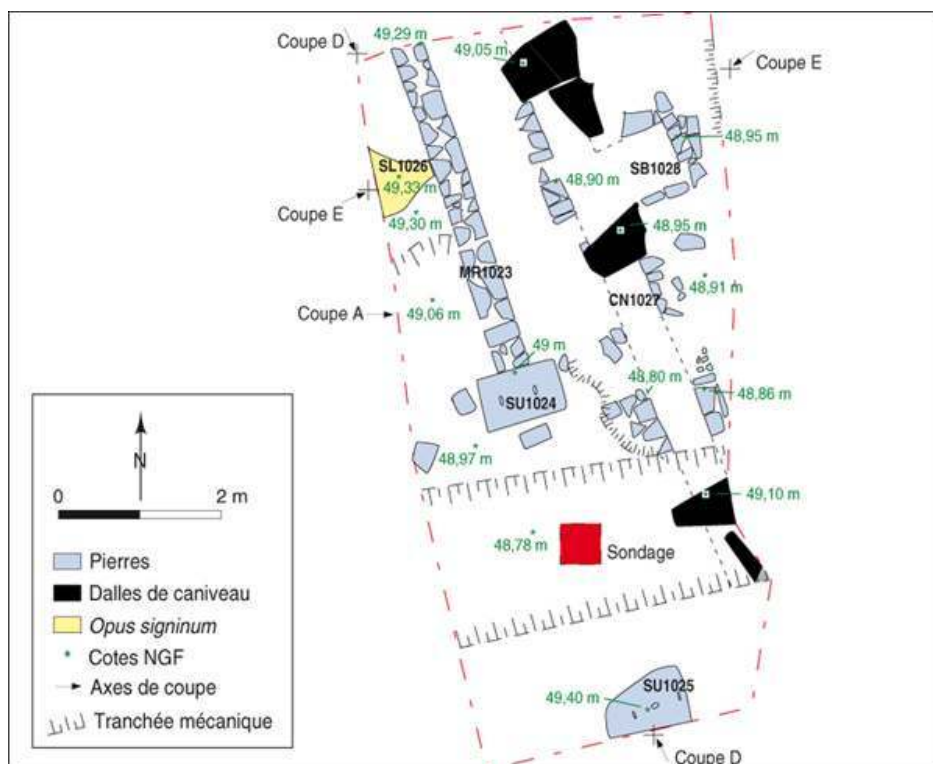 Coupe D
49,29 m
49,05 m
Coupe E
48,95 m
SL1026
49,33 m
SB1028
48,90 m
Coupe E
49,30 m
48,95 m
MR1023
48,91 m
CN1027
Coupe A
49,06 m
49 m
48,80 m
48,86 m
SU1024
48,97 m
N
0
2 m
49,10 m
48,78 m
Sondage
Pierres
Dalles de caniveau
Opus signinum
Cotes NGF
Axes de coupe
Tranchée mécanique
SU1025
49,40 m
Coupe D